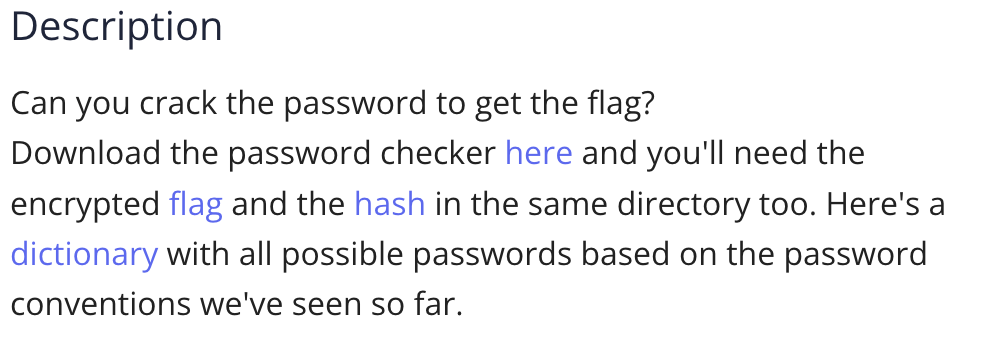 Description
Can you crack the password to get the flag?
Download the password checker here and you'll need the
encrypted flag and the hash in the same directory too. Here's a
dictionary with all possible passwords based on the password
conventions we've seen so far.